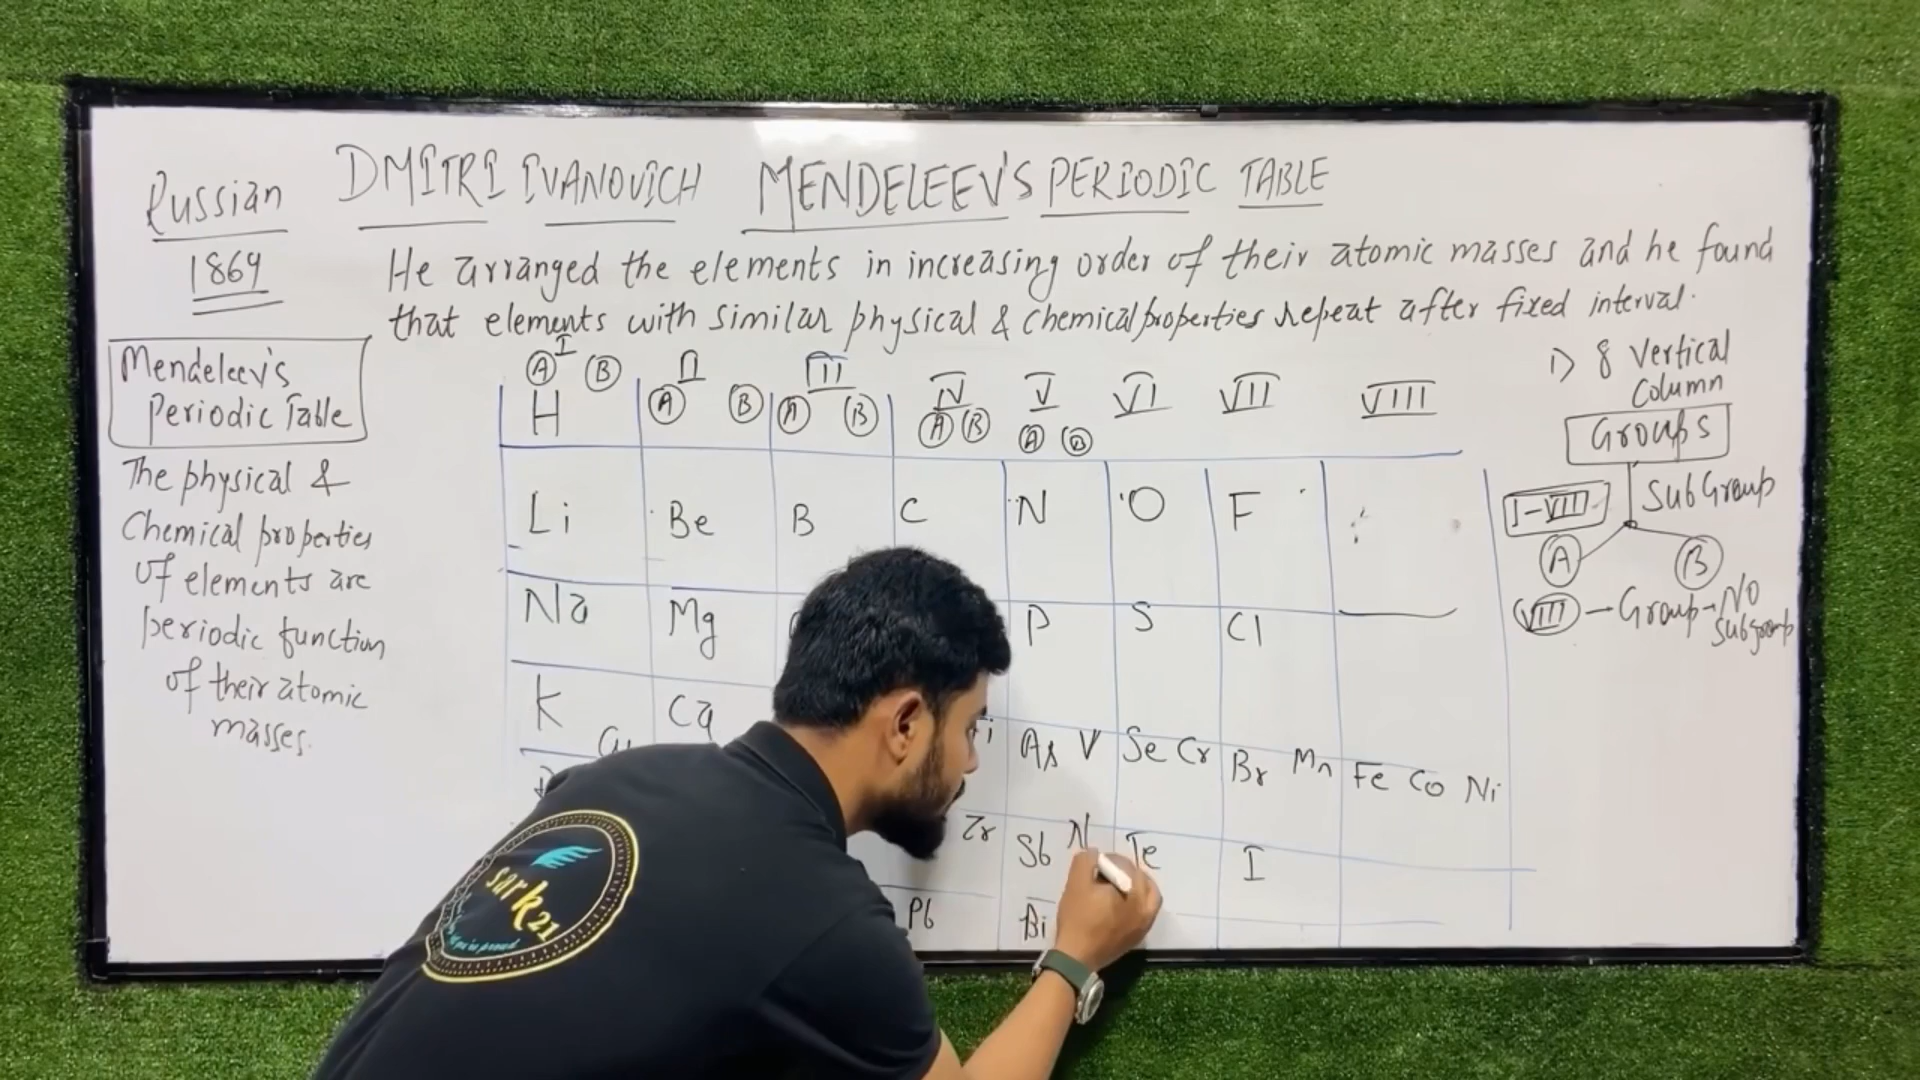 DMITRI IVANOVICH MENDELEEV'S PERIODIC TABLE
Russian
1869
He arranged the elements in increasing order of their atomic masses and he found
that elements with similar physical & chemical properties repeat after fixed interval.
Mendeleev's
Periodic Table
The physical &
Chemical properties
of elements are
periodic function
of their atomic
masses.
I II III IV V VI VII VIII
A B A B A B A B A B
H
Li Be B C N O F
Na Mg P S Cl
K Ca As V Se Cr Br Mn Fe Co Ni
Zr Sb Te I
Pb Bi
1) 8 Vertical
Column
Groups
I-VII SubGroup
A B
VIII - Group - NO
Subgroup
sark21